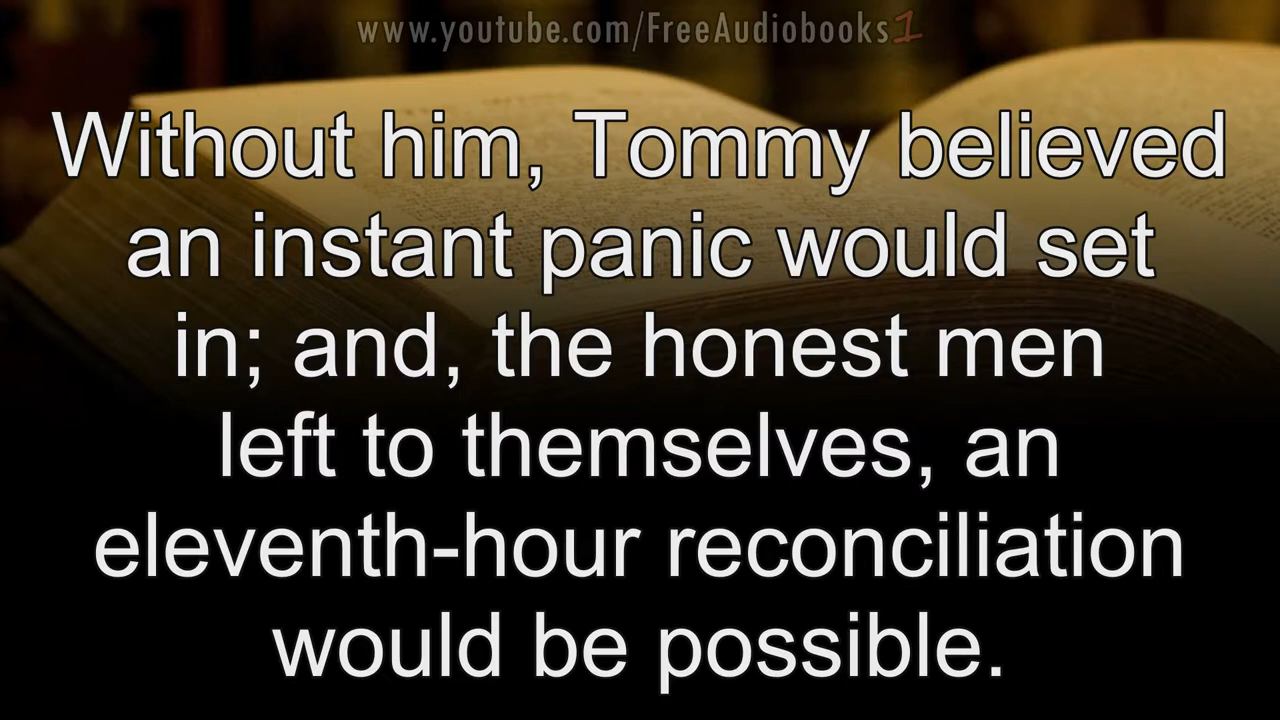 www.youtube.com/FreeAudiobooks1
Without him, Tommy believed
an instant panic would set
in; and, the honest men
left to themselves, an
eleventh-hour reconciliation
would be possible.